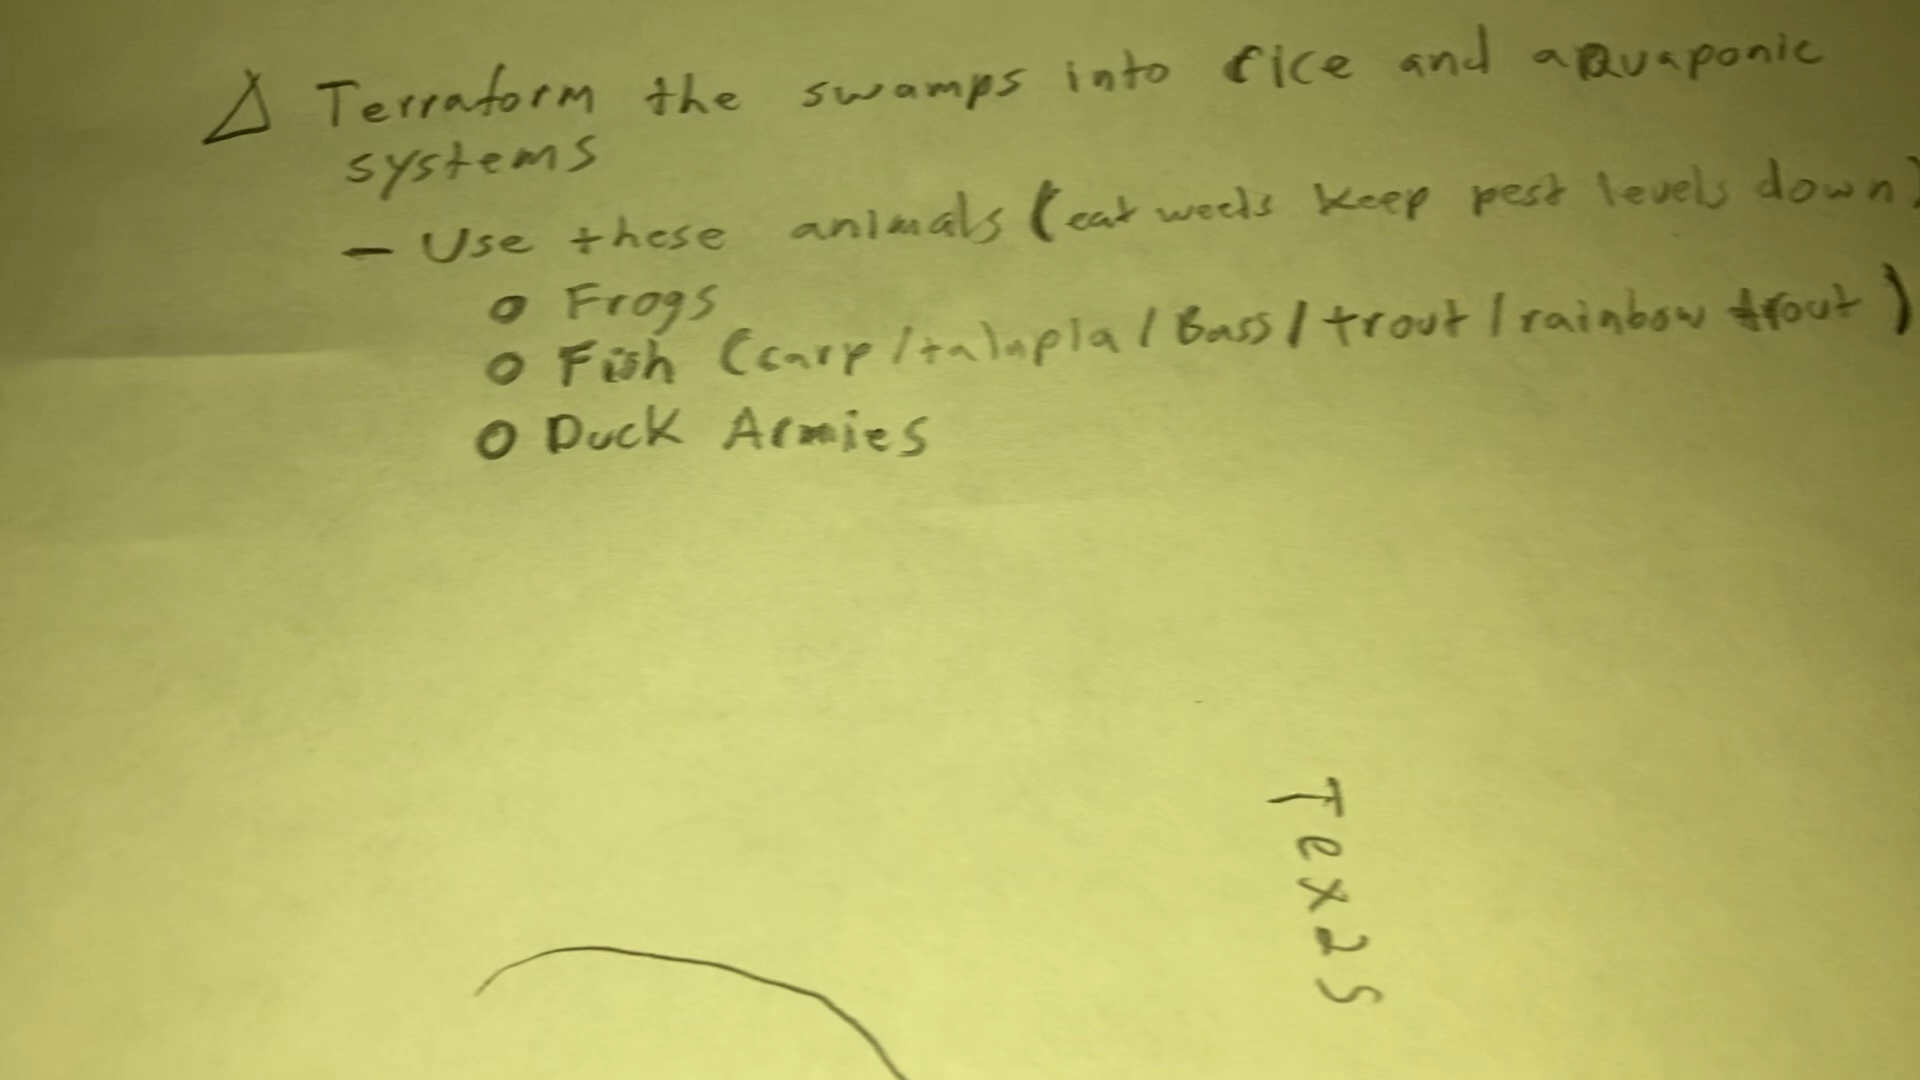 △ Terraform the swamps into rice and aquaponic
systems
— Use these animals (eat weeds keep pest levels down)
o Frogs
o Fish (carp/talapia/Bass/trout/rainbow trout)
o Duck Armies
Texas